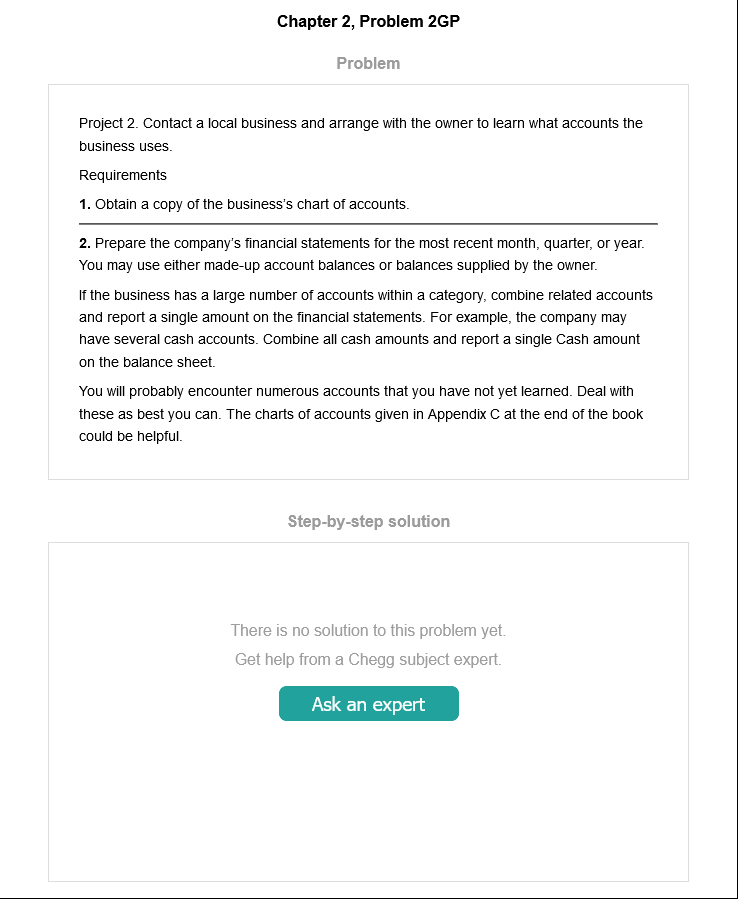 Chapter 2, Problem 2GP
Problem
Project 2. Contact a local business and arrange with the owner to learn what accounts the
business uses.
Requirements
1. Obtain a copy of the business's chart of accounts.
2. Prepare the company's financial statements for the most recent month, quarter, or year.
You may use either made-up account balances or balances supplied by the owner.
If the business has a large number of accounts within a category, combine related accounts
and report a single amount on the financial statements. For example, the company may
have several cash accounts. Combine all cash amounts and report a single Cash amount
on the balance sheet.
You will probably encounter numerous accounts that you have not yet learned. Deal with
these as best you can. The charts of accounts given in Appendix C at the end of the book
could be helpful.
Step-by-step solution
There is no solution to this problem yet.
Get help from a Chegg subject expert.
Ask an expert